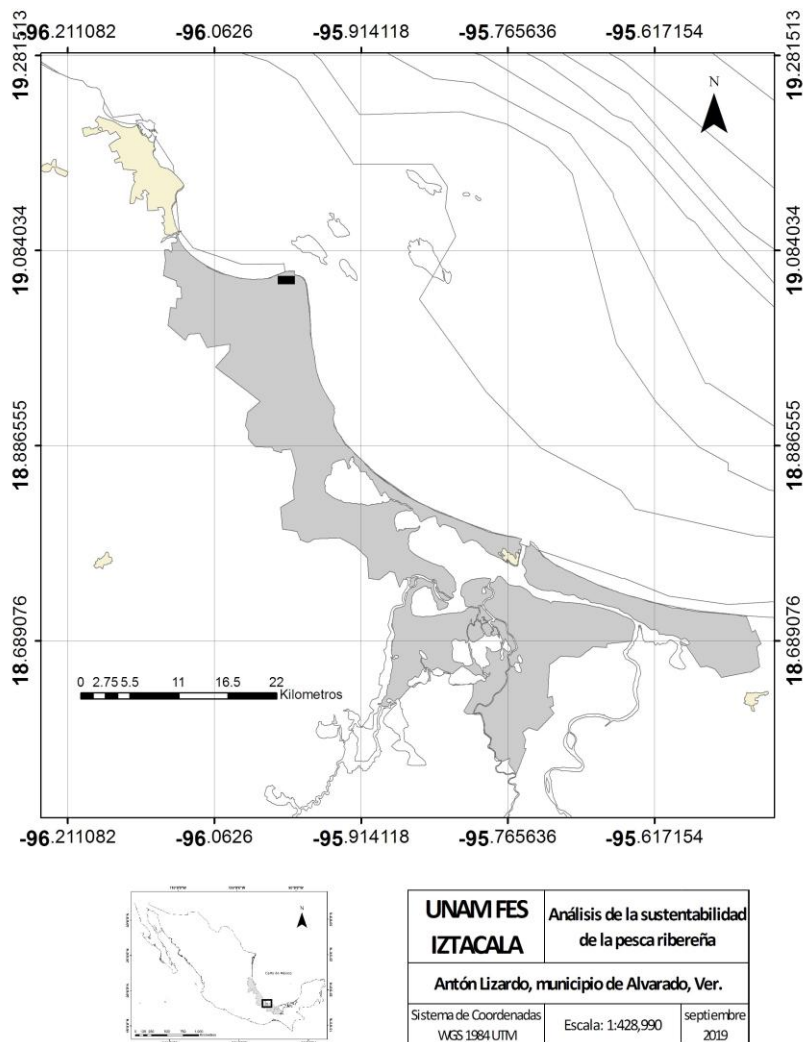 -96.211082 -96.0626 -95.914118 -95.765636 -95.617154
19.281513 19.281513
N
19.084034 19.084034
18.886555 18.886555
18.689076 18.689076
0 2.75 5.5 11 16.5 22
Kilometros
-96.211082 -96.0626 -95.914118 -95.765636 -95.617154
N
UNAM FES
IZTACALA
Análisis de la sustentabilidad
de la pesca ribereña
Antón Lizardo, municipio de Alvarado, Ver.
Sistema de Coordenadas
WGS 1984 UTM
Escala: 1:428,990
septiembre
2019